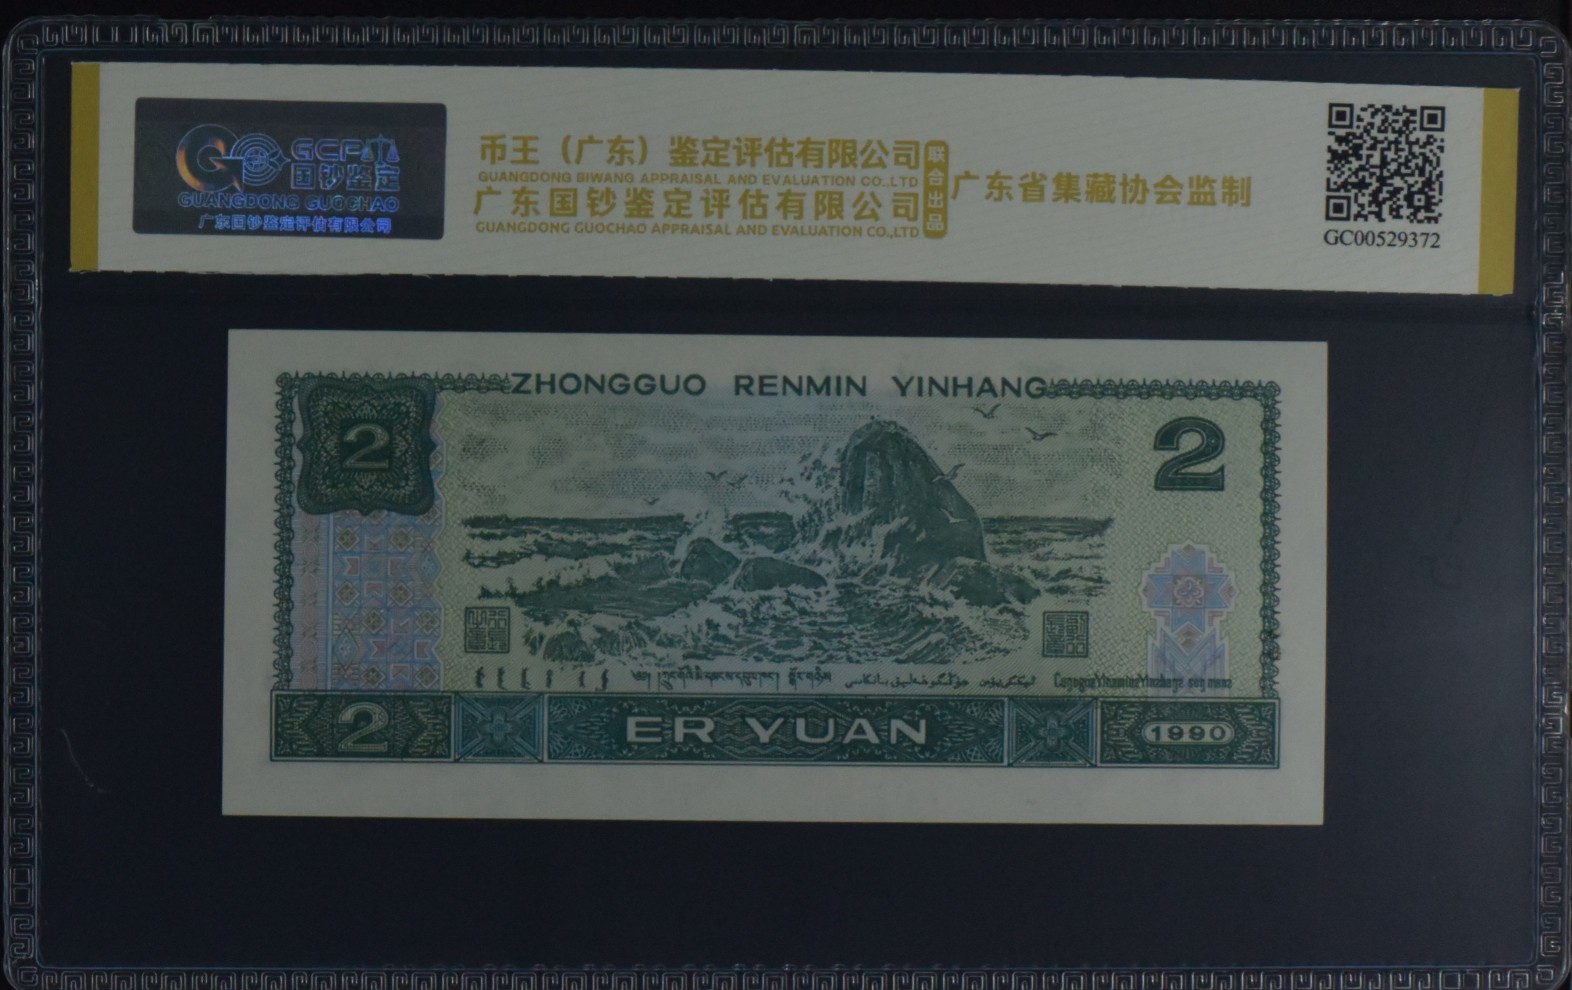 GCP
国钞鉴定
GUANGDONG GUOCHAO
广东国钞鉴定评估有限公司
币王（广东）鉴定评估有限公司
GUANGDONG BIWANG APPRAISAL AND EVALUATION CO.,LTD
广东国钞鉴定评估有限公司
GUANGDONG GUOCHAO APPRAISAL AND EVALUATION CO.,LTD
联合出品
广东省集藏协会监制
GC00529372
ZHONGGUO RENMIN YINHANG
2
2
2
ER YUAN
1990